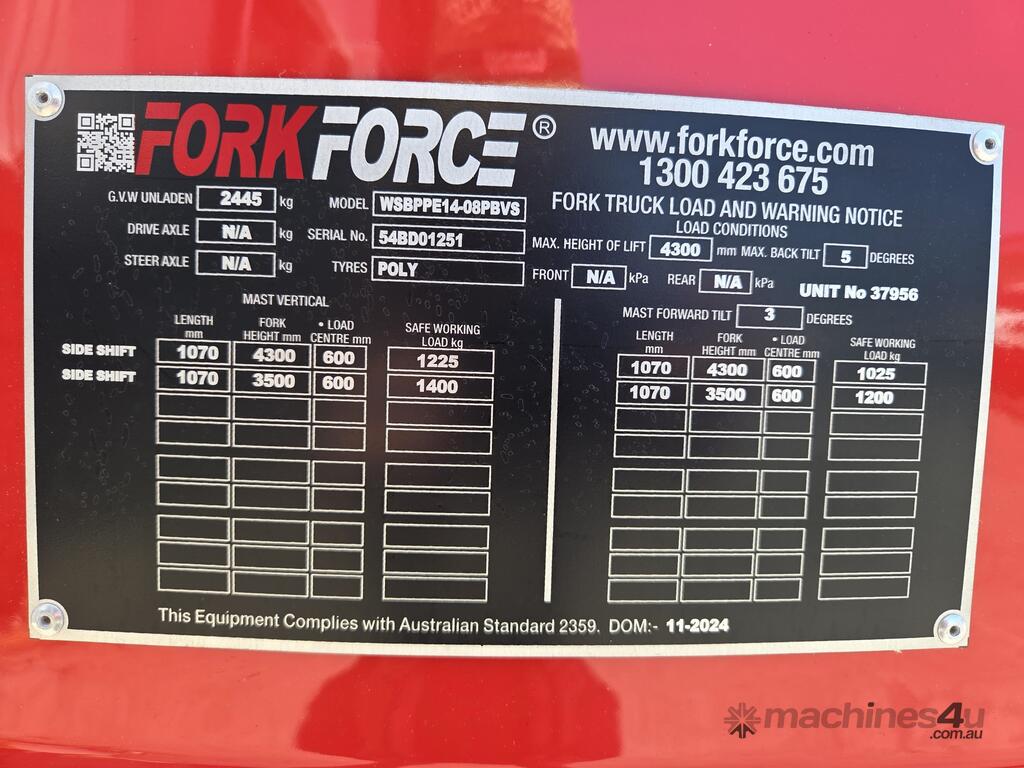 FORKFORCE®
www.forkforce.com
1300 423 675
FORK TRUCK LOAD AND WARNING NOTICE
LOAD CONDITIONS
G.V.W UNLADEN 2445 kg MODEL WSBPPE14-08PBVS
DRIVE AXLE N/A kg SERIAL No. 54BD01251 MAX. HEIGHT OF LIFT 4300 mm MAX. BACK TILT 5 DEGREES
STEER AXLE N/A kg TYRES POLY FRONT N/A kPa REAR N/A kPa UNIT No 37956
MAST VERTICAL
LENGTH mm FORK HEIGHT mm • LOAD CENTRE mm SAFE WORKING LOAD kg
SIDE SHIFT 1070 4300 600 1225
SIDE SHIFT 1070 3500 600 1400
MAST FORWARD TILT 3 DEGREES
LENGTH mm FORK HEIGHT mm • LOAD CENTRE mm SAFE WORKING LOAD kg
1070 4300 600 1025
1070 3500 600 1200
This Equipment Complies with Australian Standard 2359. DOM:- 11-2024
machines4u
.com.au